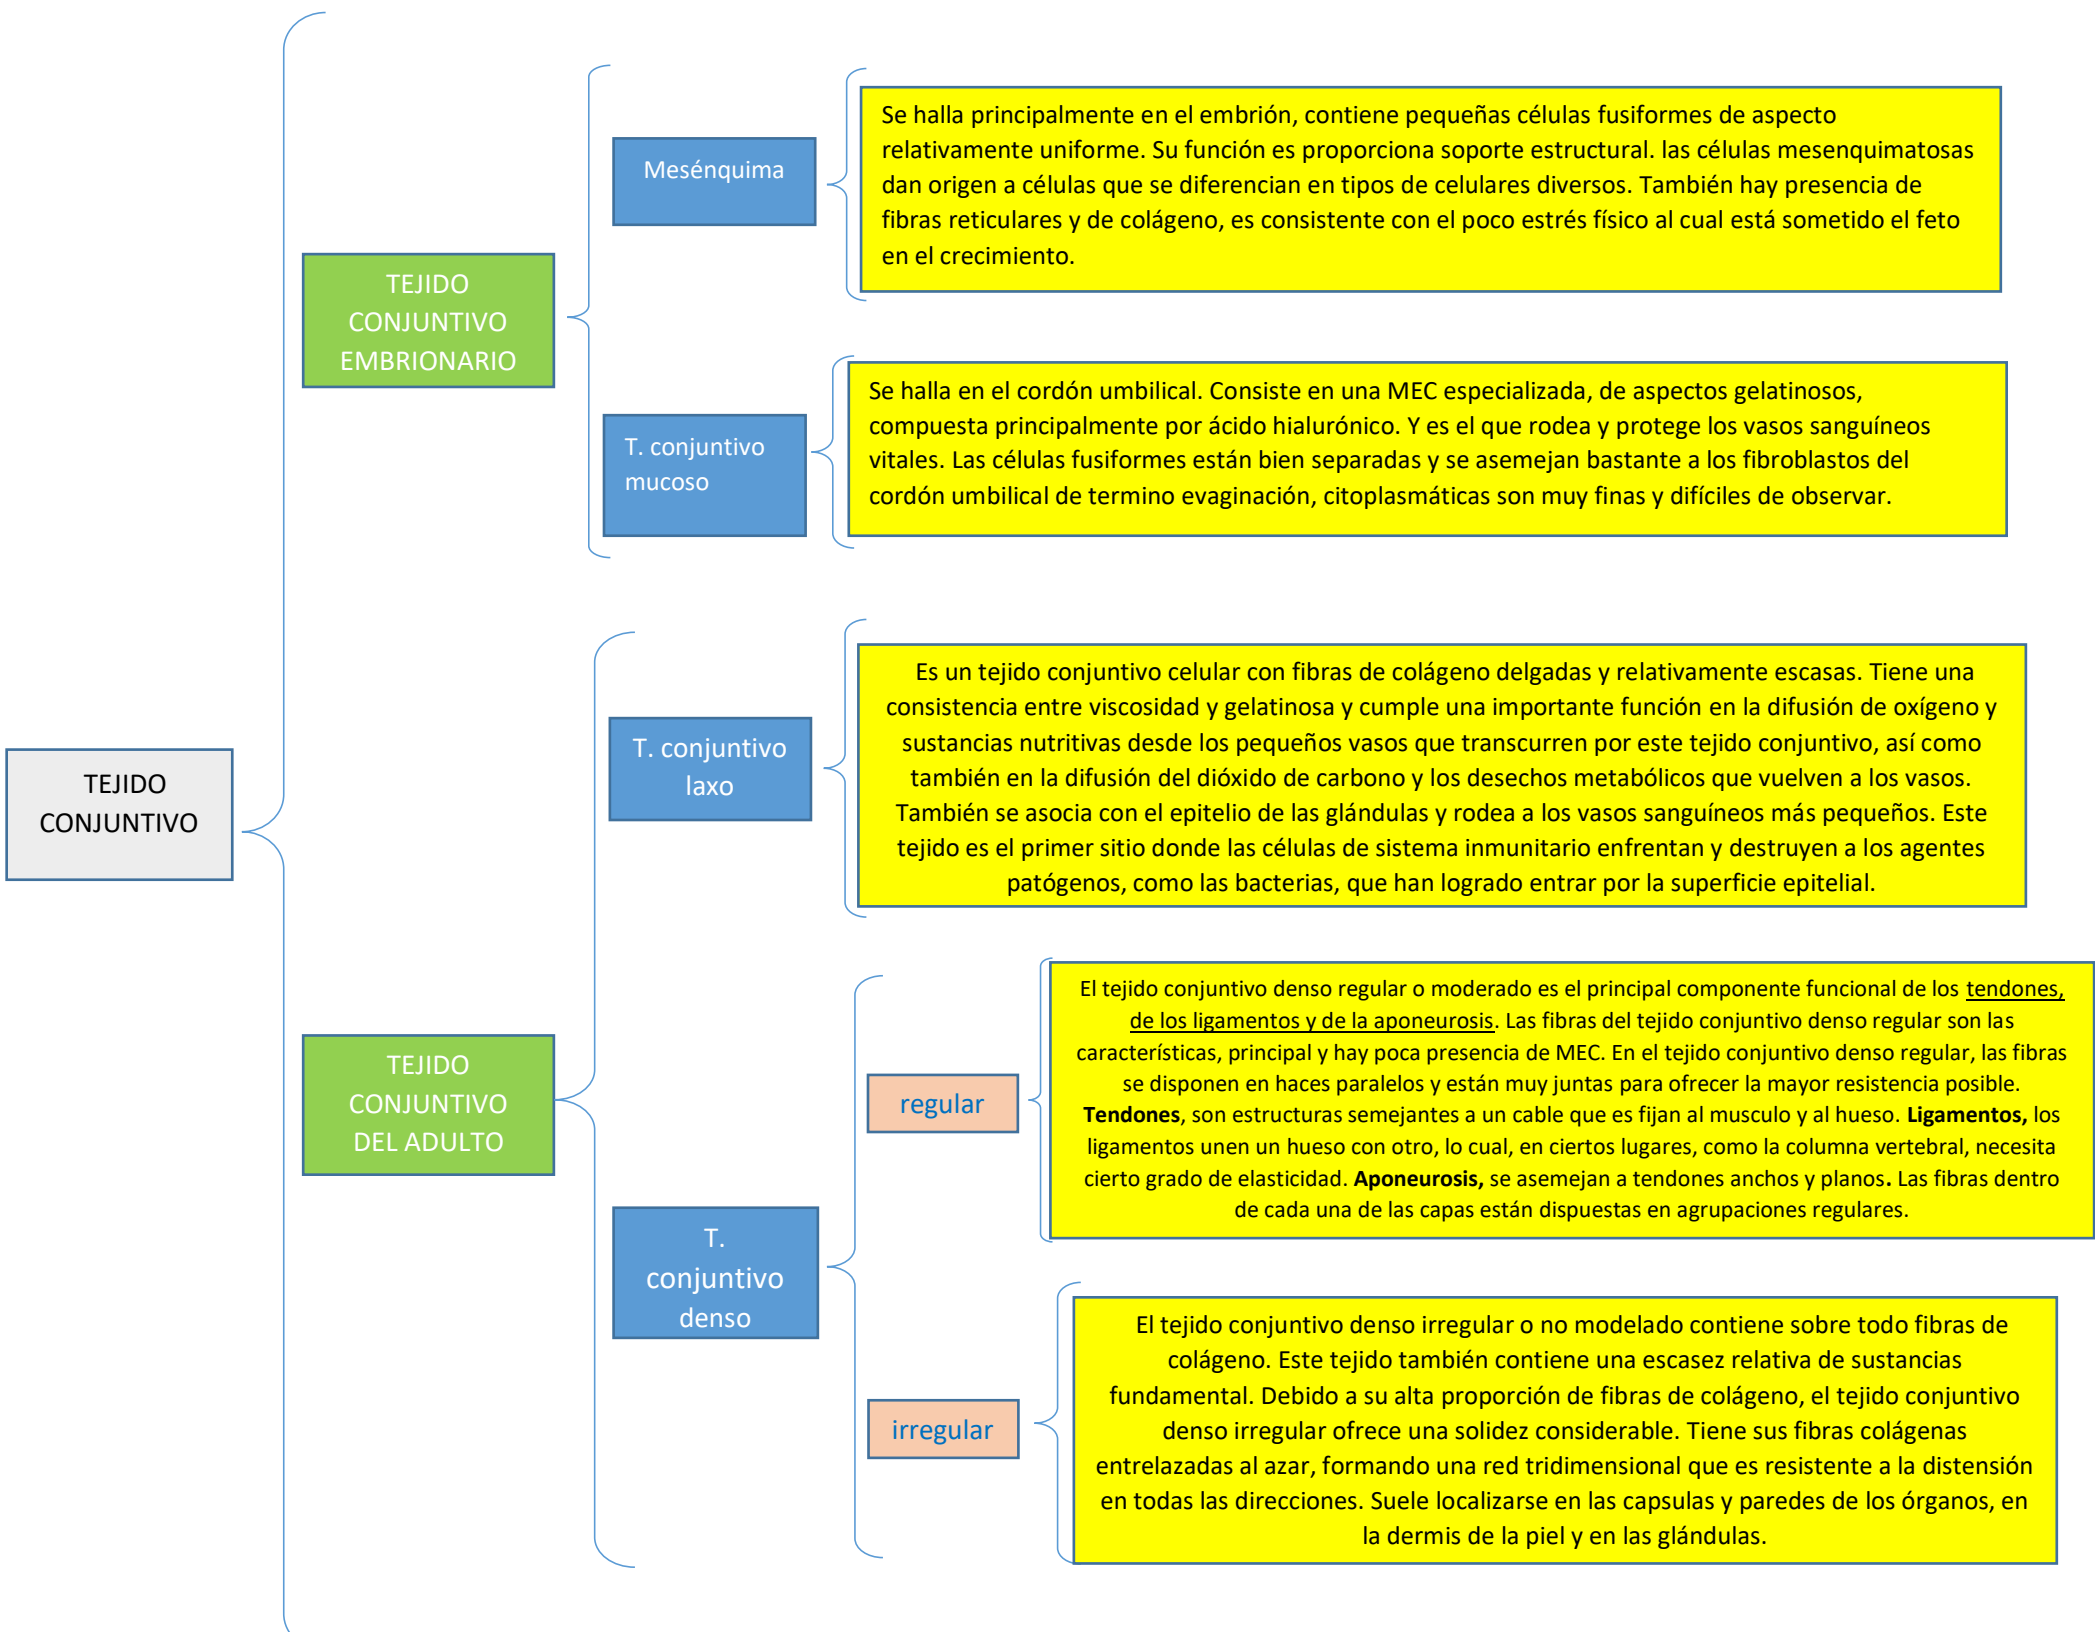 TEJIDO
CONJUNTIVO
TEJIDO
CONJUNTIVO
EMBRIONARIO
Mesénquima
Se halla principalmente en el embrión, contiene pequeñas células fusiformes de aspecto
relativamente uniforme. Su función es proporciona soporte estructural. las células mesenquimatosas
dan origen a células que se diferencian en tipos de celulares diversos. También hay presencia de
fibras reticulares y de colágeno, es consistente con el poco estrés físico al cual está sometido el feto
en el crecimiento.
T. conjuntivo
mucoso
Se halla en el cordón umbilical. Consiste en una MEC especializada, de aspectos gelatinosos,
compuesta principalmente por ácido hialurónico. Y es el que rodea y protege los vasos sanguíneos
vitales. Las células fusiformes están bien separadas y se asemejan bastante a los fibroblastos del
cordón umbilical de termino evaginación, citoplasmáticas son muy finas y difíciles de observar.
TEJIDO
CONJUNTIVO
DEL ADULTO
T. conjuntivo
laxo
Es un tejido conjuntivo celular con fibras de colágeno delgadas y relativamente escasas. Tiene una
consistencia entre viscosidad y gelatinosa y cumple una importante función en la difusión de oxígeno y
sustancias nutritivas desde los pequeños vasos que transcurren por este tejido conjuntivo, así como
también en la difusión del dióxido de carbono y los desechos metabólicos que vuelven a los vasos.
También se asocia con el epitelio de las glándulas y rodea a los vasos sanguíneos más pequeños. Este
tejido es el primer sitio donde las células de sistema inmunitario enfrentan y destruyen a los agentes
patógenos, como las bacterias, que han logrado entrar por la superficie epitelial.
T.
conjuntivo
denso
regular
El tejido conjuntivo denso regular o moderado es el principal componente funcional de los tendones,
de los ligamentos y de la aponeurosis. Las fibras del tejido conjuntivo denso regular son las
características, principal y hay poca presencia de MEC. En el tejido conjuntivo denso regular, las fibras
se disponen en haces paralelos y están muy juntas para ofrecer la mayor resistencia posible.
Tendones, son estructuras semejantes a un cable que es fijan al musculo y al hueso. Ligamentos, los
ligamentos unen un hueso con otro, lo cual, en ciertos lugares, como la columna vertebral, necesita
cierto grado de elasticidad. Aponeurosis, se asemejan a tendones anchos y planos. Las fibras dentro
de cada una de las capas están dispuestas en agrupaciones regulares.
irregular
El tejido conjuntivo denso irregular o no modelado contiene sobre todo fibras de
colágeno. Este tejido también contiene una escasez relativa de sustancias
fundamental. Debido a su alta proporción de fibras de colágeno, el tejido conjuntivo
denso irregular ofrece una solidez considerable. Tiene sus fibras colágenas
entrelazadas al azar, formando una red tridimensional que es resistente a la distensión
en todas las direcciones. Suele localizarse en las capsulas y paredes de los órganos, en
la dermis de la piel y en las glándulas.